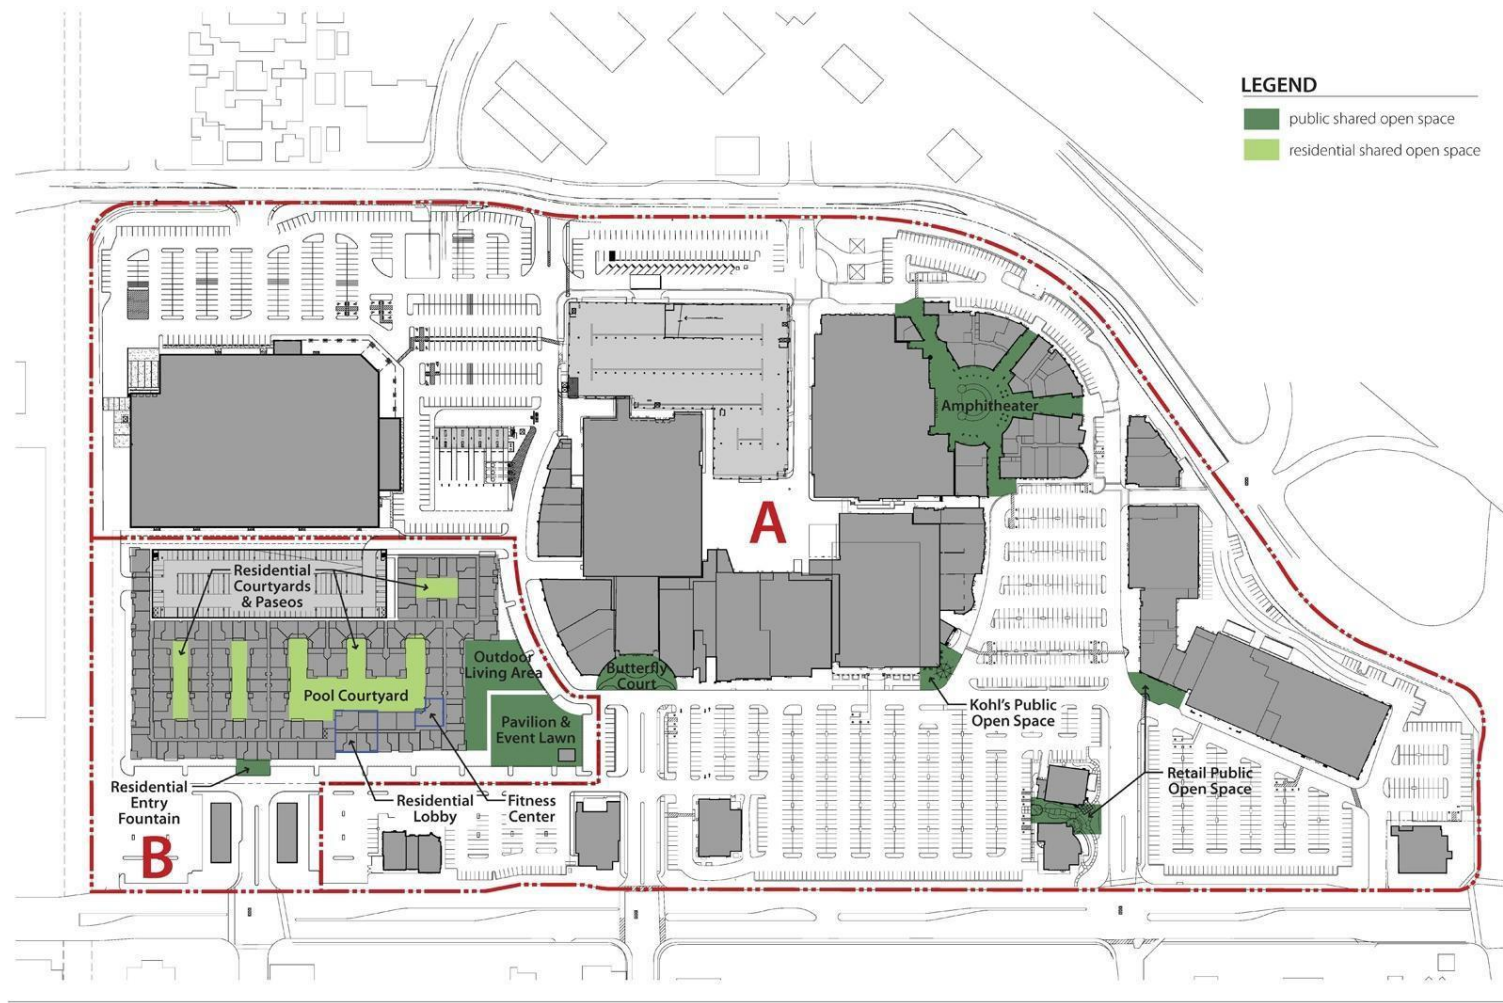 LEGEND
public shared open space
residential shared open space
Amphitheater
A
Residential
Courtyards
& Paseos
Outdoor
Living Area
Butterfly
Court
Pool Courtyard
Kohl's Public
Open Space
Pavilion &
Event Lawn
Retail Public
Open Space
Residential
Entry
Fountain
Residential
Lobby
Fitness
Center
B